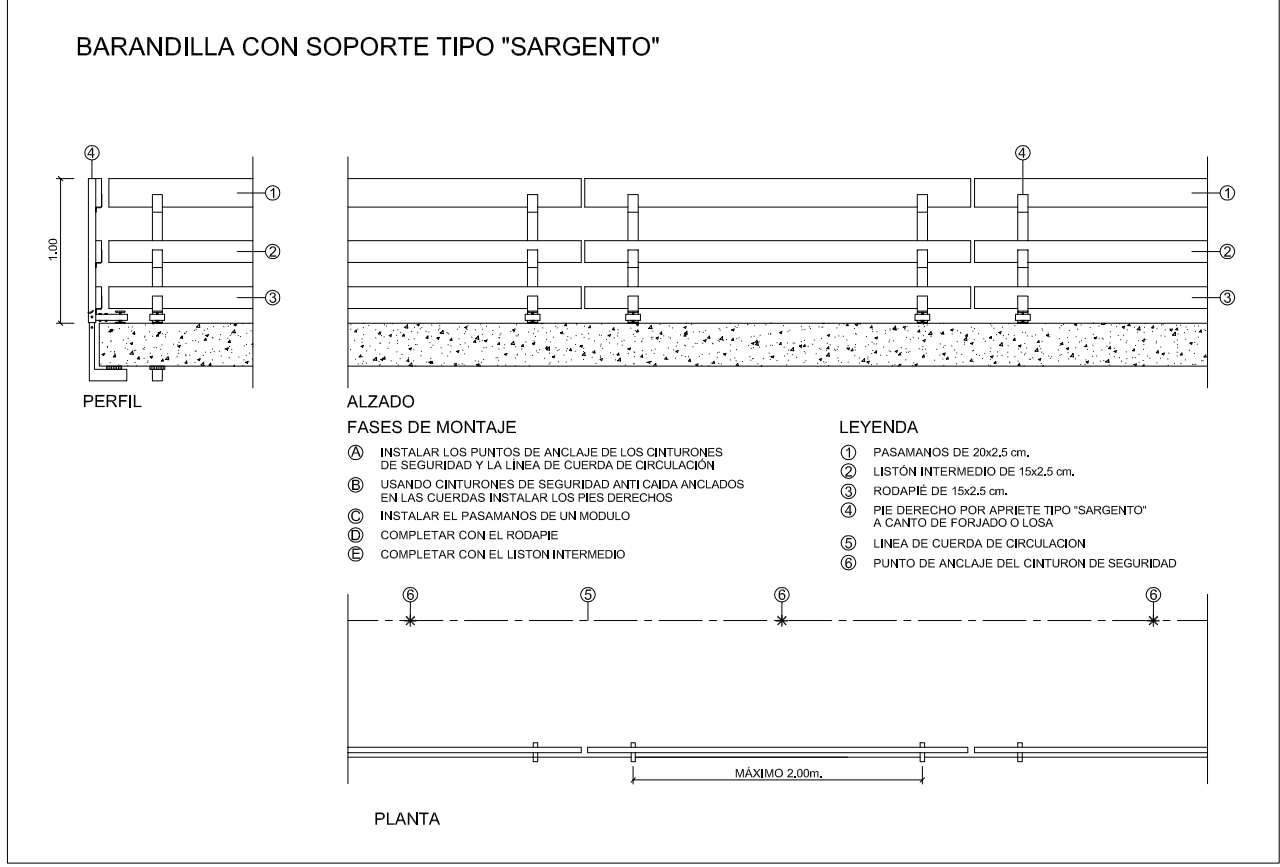 BARANDILLA CON SOPORTE TIPO "SARGENTO"
4
4
1
1
1.00
2
2
3
3
PERFIL
ALZADO
FASES DE MONTAJE
A INSTALAR LOS PUNTOS DE ANCLAJE DE LOS CINTURONES
DE SEGURIDAD Y LA LÍNEA DE CUERDA DE CIRCULACIÓN
B USANDO CINTURONES DE SEGURIDAD ANTI CAIDA ANCLADOS
EN LAS CUERDAS INSTALAR LOS PIES DERECHOS
C INSTALAR EL PASAMANOS DE UN MODULO
D COMPLETAR CON EL RODAPIE
E COMPLETAR CON EL LISTON INTERMEDIO
LEYENDA
1 PASAMANOS DE 20x2.5 cm.
2 LISTÓN INTERMEDIO DE 15x2.5 cm.
3 RODAPIÉ DE 15x2.5 cm.
4 PIE DERECHO POR APRIETE TIPO "SARGENTO"
A CANTO DE FORJADO O LOSA
5 LINEA DE CUERDA DE CIRCULACION
6 PUNTO DE ANCLAJE DEL CINTURON DE SEGURIDAD
6
5
6
6
MÁXIMO 2.00m.
PLANTA